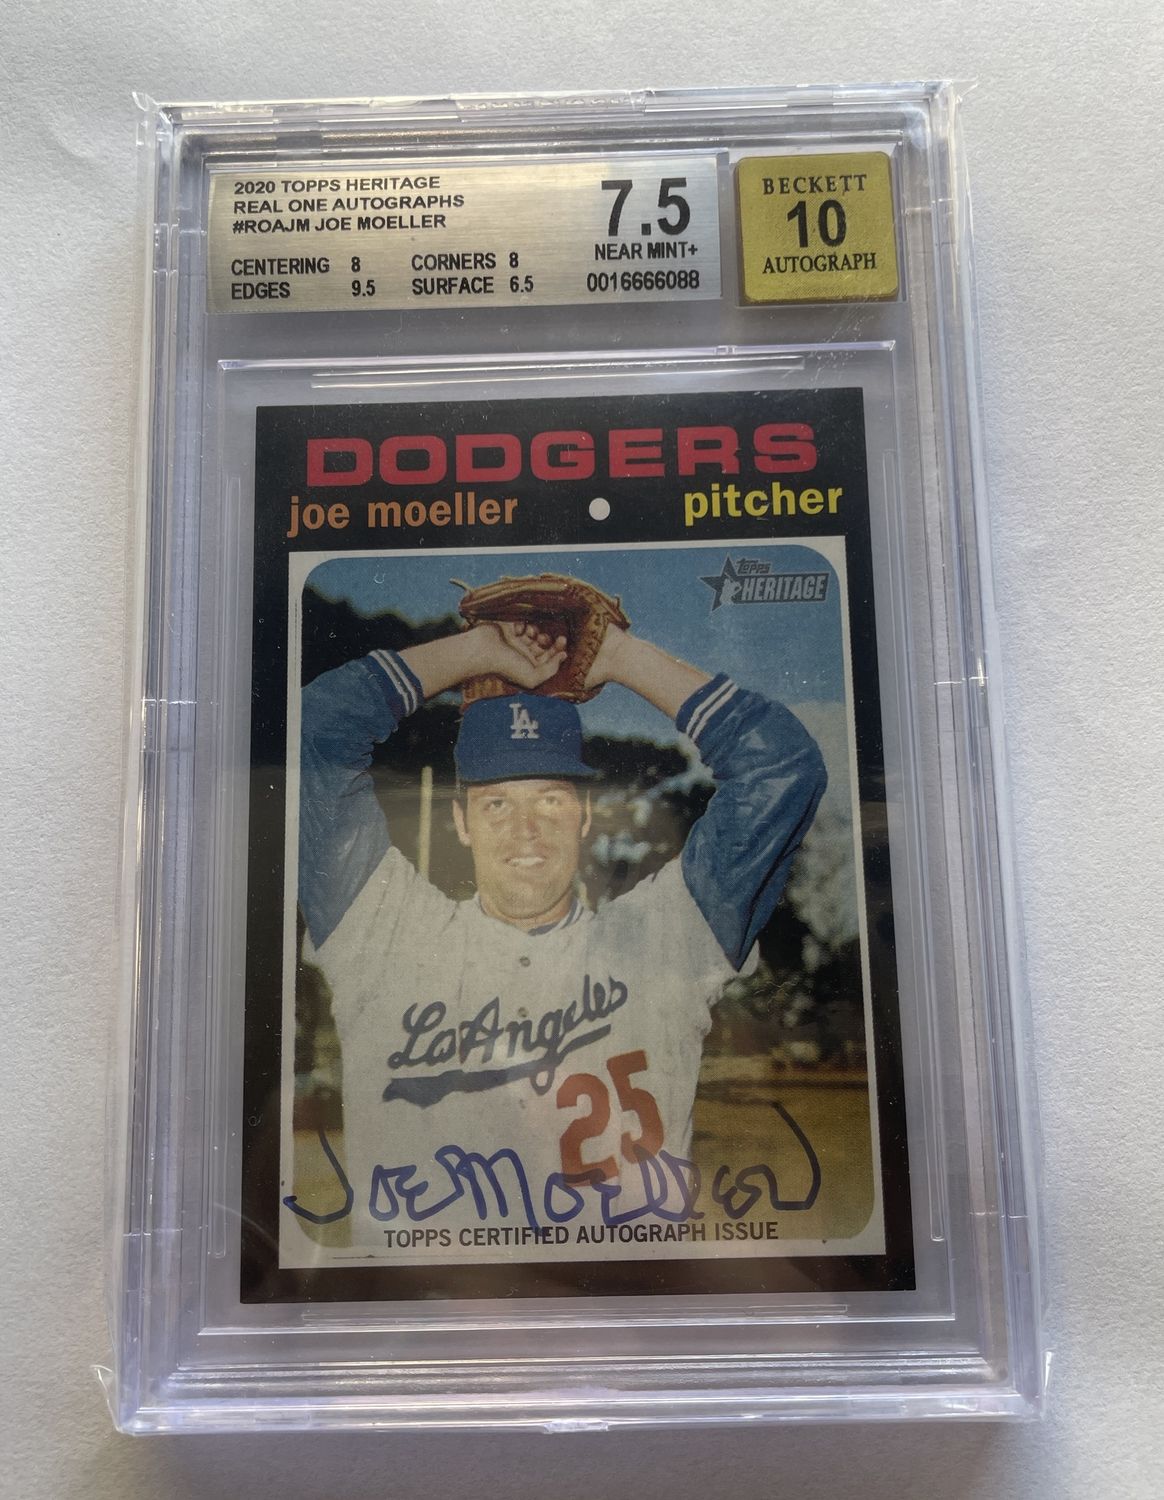 2020 TOPPS HERITAGE
REAL ONE AUTOGRAPHS
#ROAJM JOE MOELLER
CENTERING 8 CORNERS 8
EDGES 9.5 SURFACE 6.5
7.5
NEAR MINT+
0016666088
BECKETT
10
AUTOGRAPH
DODGERS
joe moeller pitcher
topps
HERITAGE
LA
Los Angeles
25
Joe Moeller
TOPPS CERTIFIED AUTOGRAPH ISSUE